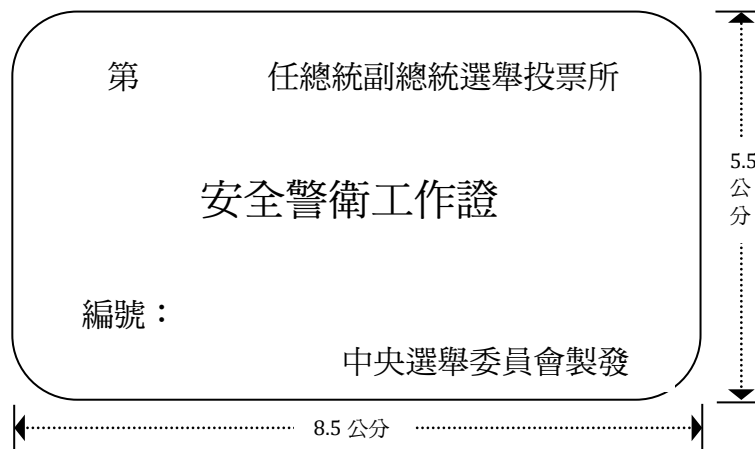 第　　　　任總統副總統選舉投票所
安全警衛工作證
編號：
中央選舉委員會製發
5.5
公
分
8.5 公分